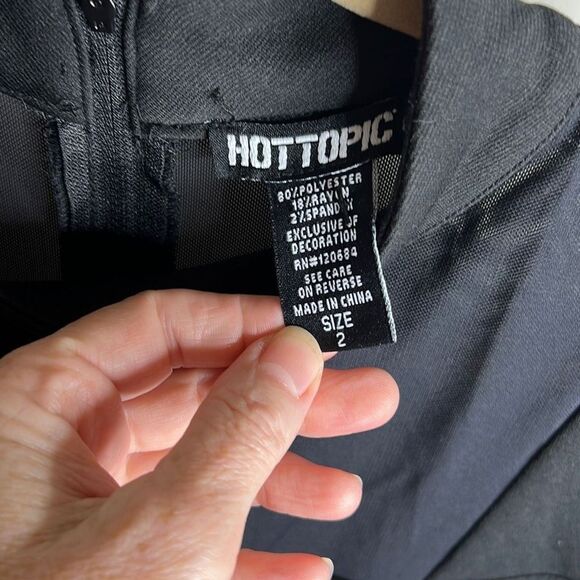 HOTTOPIC
80%POLYESTER
18%RAYON
2%SPANDEX
EXCLUSIVE OF
DECORATION
RN#120684
SEE CARE
ON REVERSE
MADE IN CHINA
SIZE
2